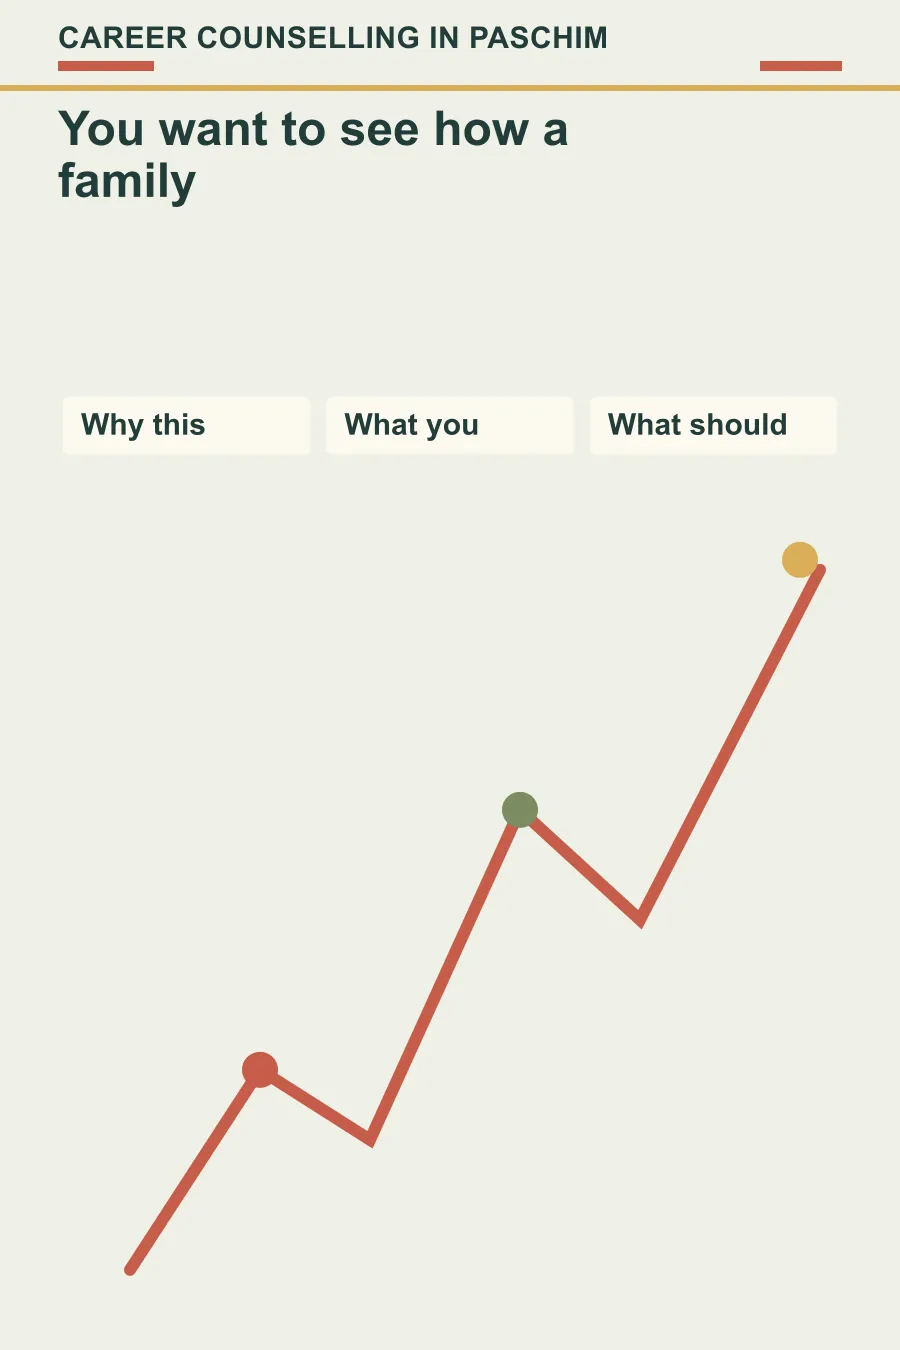 CAREER COUNSELLING IN PASCHIM
You want to see how a
family
Why this
What you
What should